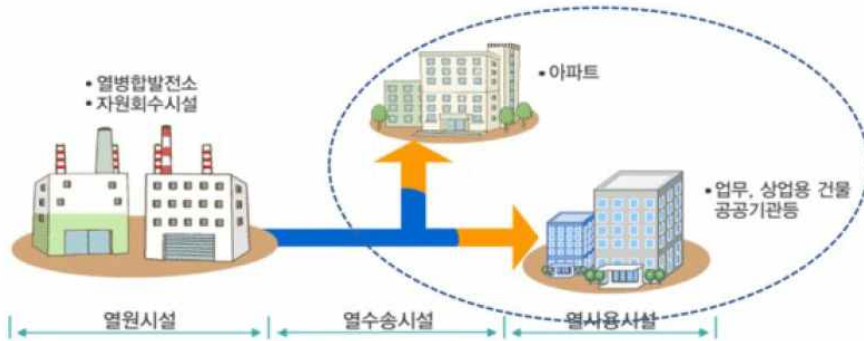 • 열병합발전소
• 자원회수시설
• 아파트
• 업무, 상업용 건물
공공기관등
열원시설
열수송시설
열사용시설